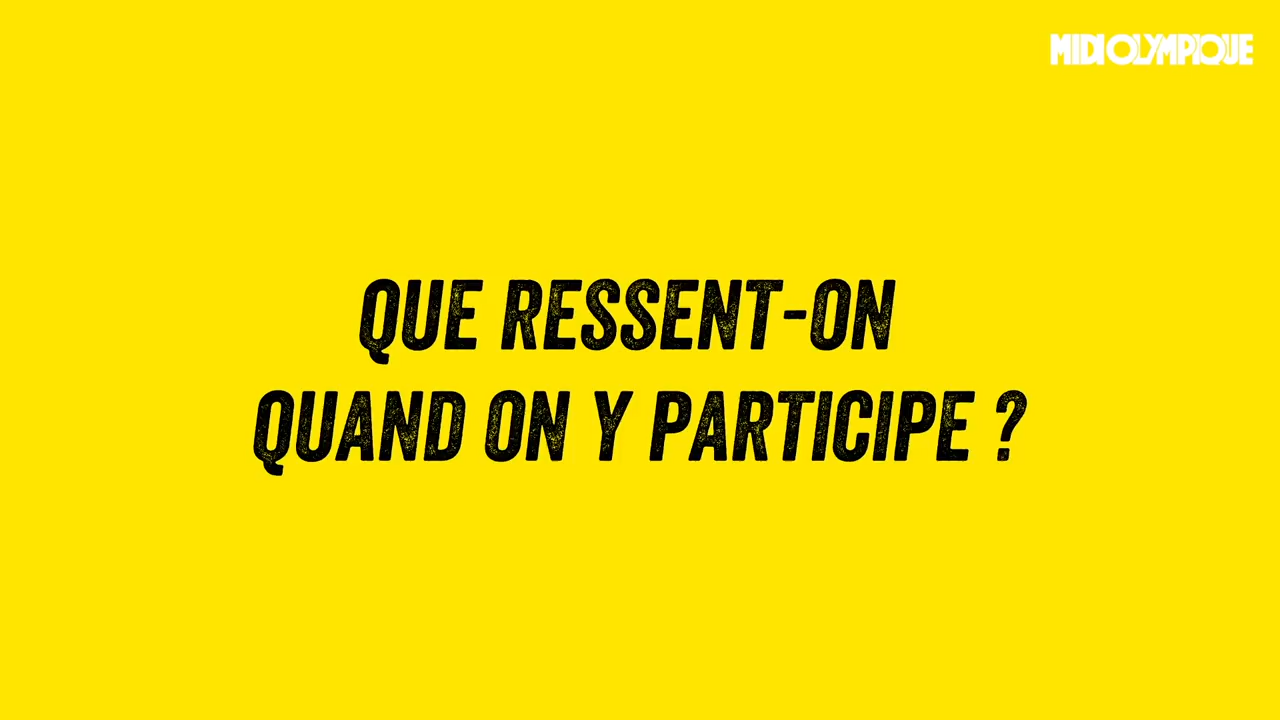 MIDI OLYMPIQUE
QUE RESSENT-ON
QUAND ON Y PARTICIPE ?